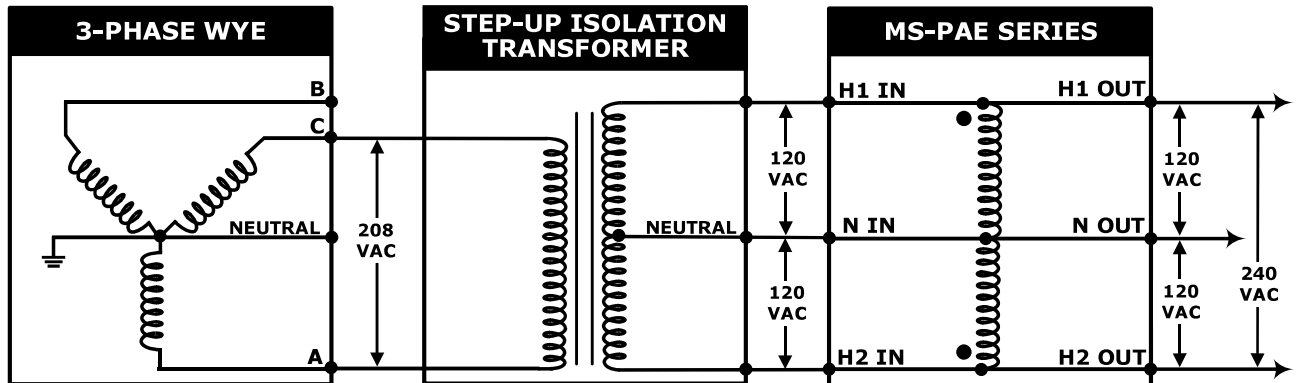 3-PHASE WYE
STEP-UP ISOLATION
TRANSFORMER
MS-PAE SERIES
B
C
NEUTRAL
A
208
VAC
NEUTRAL
120
VAC
120
VAC
H1 IN
H1 OUT
N IN
N OUT
H2 IN
H2 OUT
120
VAC
120
VAC
240
VAC